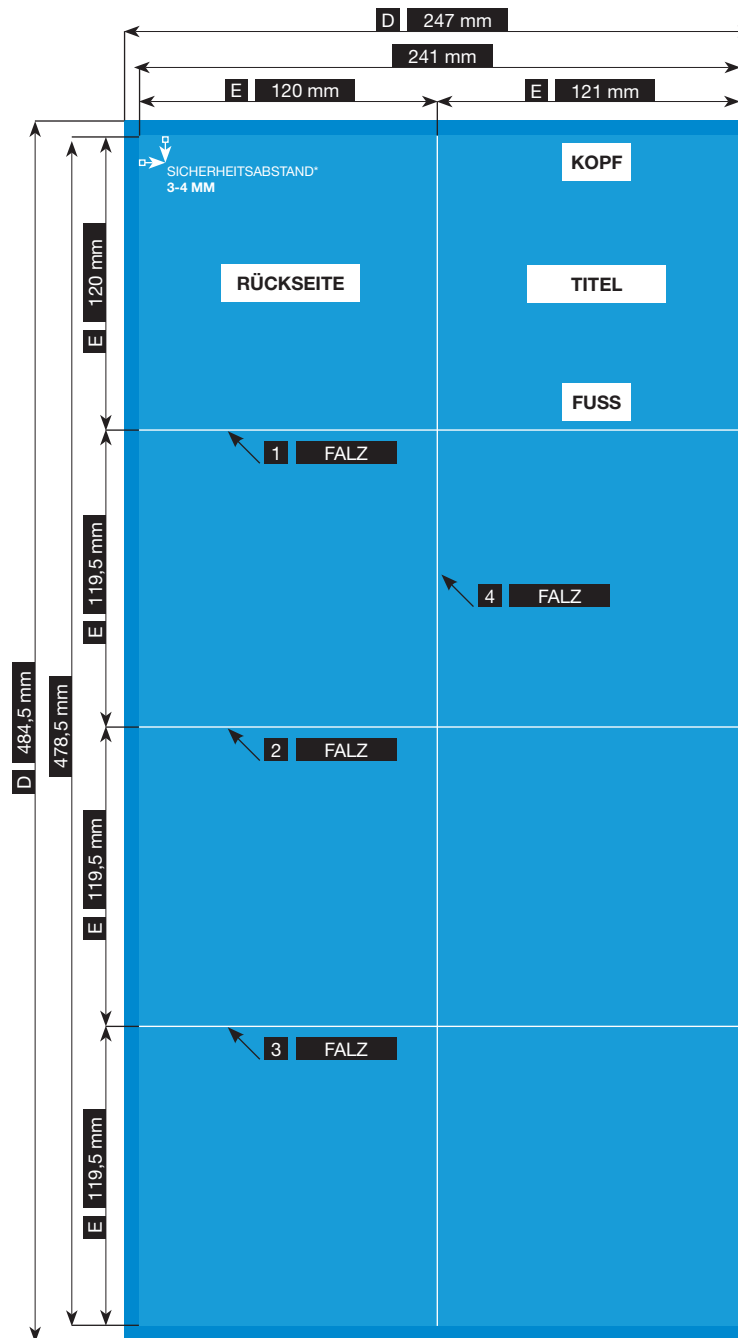 D 247 mm
241 mm
E 120 mm
E 121 mm
SICHERHEITSABSTAND*
3-4 MM
KOPF
RÜCKSEITE
TITEL
FUSS
E 120 mm
1 FALZ
E 119,5 mm
4 FALZ
D 484,5 mm
478,5 mm
2 FALZ
E 119,5 mm
3 FALZ
E 119,5 mm